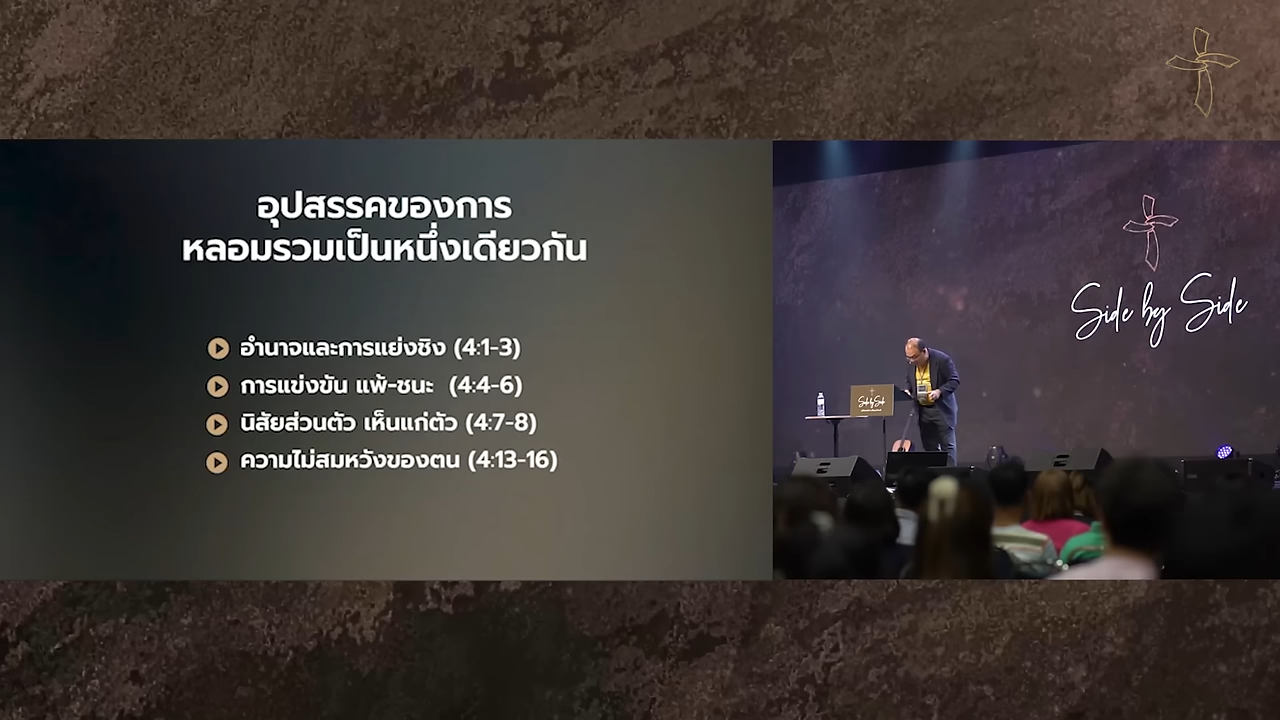 อุปสรรคของการ
หลอมรวมเป็นหนึ่งเดียวกัน
อำนาจและการแย่งชิง (4:1-3)
การแข่งขัน แพ้-ชนะ (4:4-6)
นิสัยส่วนตัว เห็นแก่ตัว (4:7-8)
ความไม่สมหวังของตน (4:13-16)
Side by Side
Side by Side